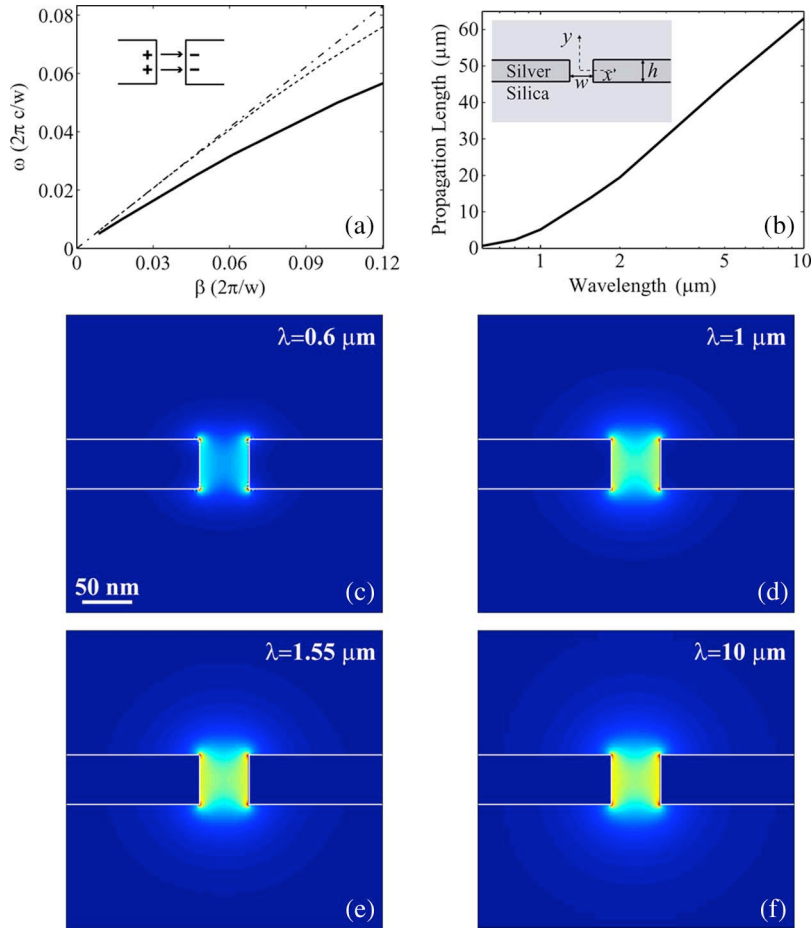 0.08
0.06
0.04
0.02
0
0
0.03
0.06
0.09
0.12
ω (2π c/w)
β (2π/w)
+ −
+ −
(a)
60
50
40
30
20
10
0
1
2
5
10
Propagation Length (μm)
Wavelength (μm)
y
Silver
w
x
h
Silica
(b)
λ=0.6 μm
50 nm
(c)
λ=1 μm
(d)
λ=1.55 μm
(e)
λ=10 μm
(f)